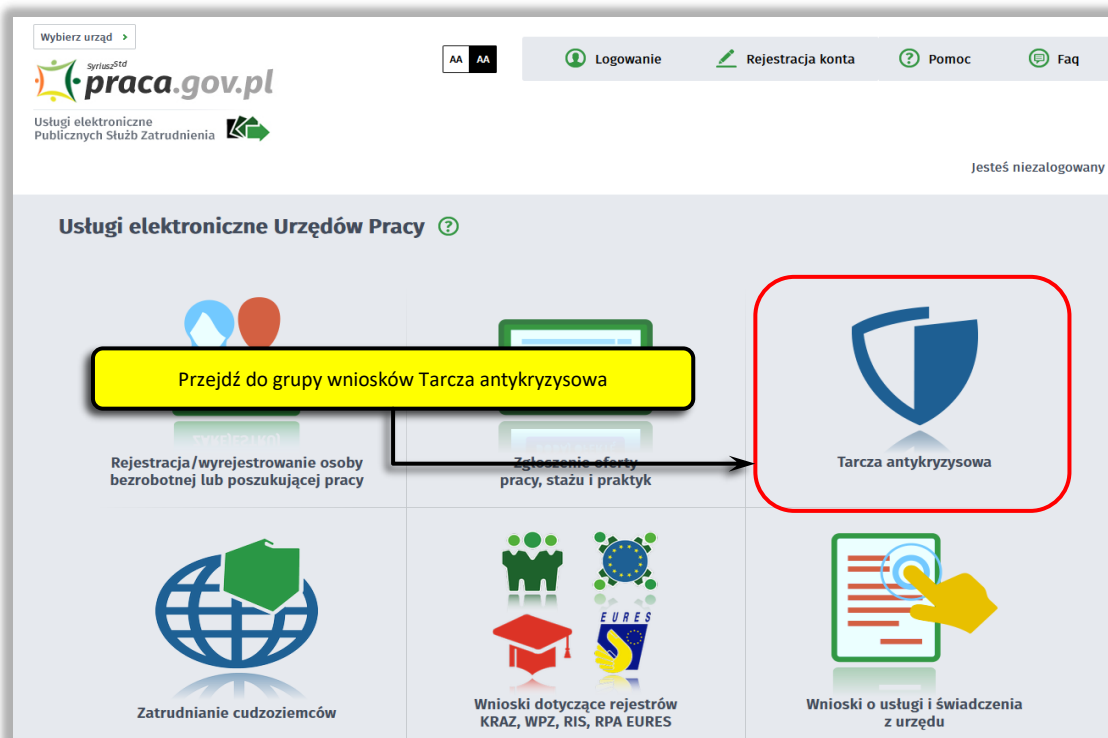 Wybierz urząd
AA AA
Logowanie
Rejestracja konta
Pomoc
Faq
Syriusz Std
praca.gov.pl
Usługi elektroniczne
Publicznych Służb Zatrudnienia
Jesteś niezalogowany
Usługi elektroniczne Urzędów Pracy
Przejdź do grupy wniosków Tarcza antykryzysowa
Rejestracja/wyrejestrowanie osoby
bezrobotnej lub poszukującej pracy
Zgłoszenie oferty
pracy, stażu i praktyk
Tarcza antykryzysowa
EURES
Zatrudnianie cudzoziemców
Wnioski dotyczące rejestrów
KRAZ, WPZ, RIS, RPA EURES
Wnioski o usługi i świadczenia
z urzędu